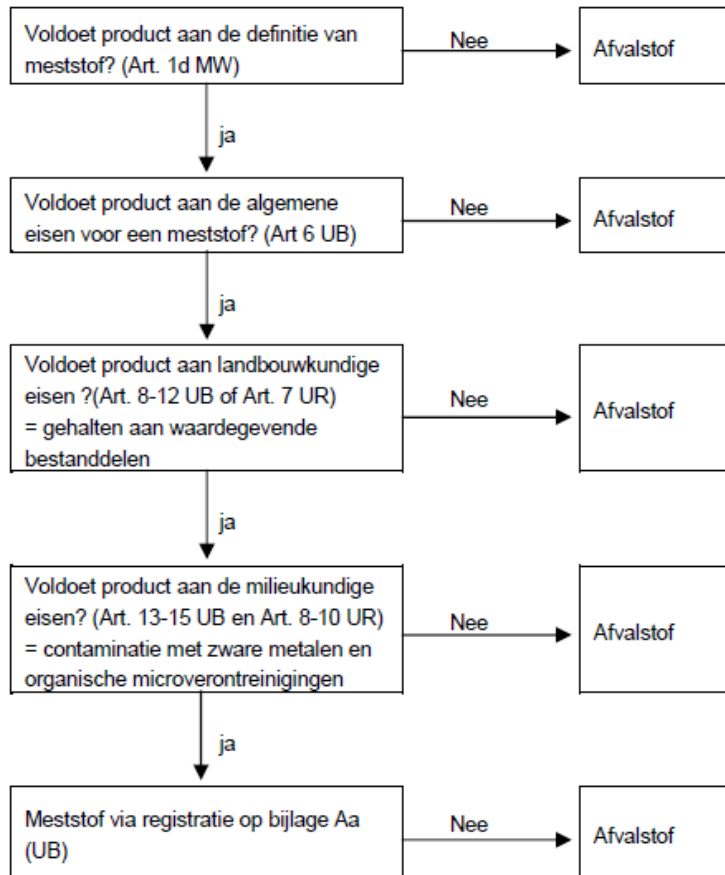 Voldoet product aan de definitie van
meststof? (Art. 1d MW)
Nee
Afvalstof
ja
Voldoet product aan de algemene
eisen voor een meststof? (Art 6 UB)
Nee
Afvalstof
ja
Voldoet product aan landbouwkundige
eisen ?(Art. 8-12 UB of Art. 7 UR)
= gehalten aan waardegevende
bestanddelen
Nee
Afvalstof
ja
Voldoet product aan de milieukundige
eisen? (Art. 13-15 UB en Art. 8-10 UR)
= contaminatie met zware metalen en
organische microverontreinigingen
Nee
Afvalstof
ja
Meststof via registratie op bijlage Aa
(UB)
Nee
Afvalstof